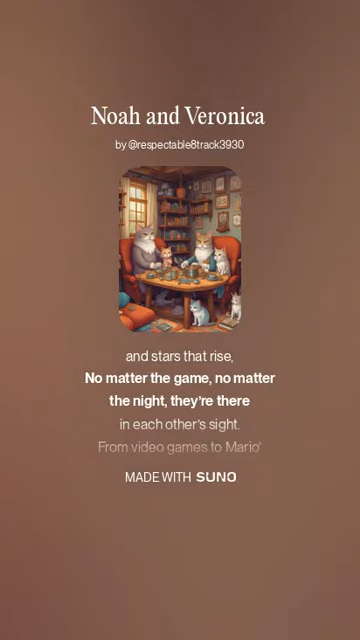 Noah and Veronica
by @respectable8track3930
and stars that rise,
No matter the game, no matter
the night, they're there
in each other's sight.
From video games to Mario'
MADE WITH SUNO